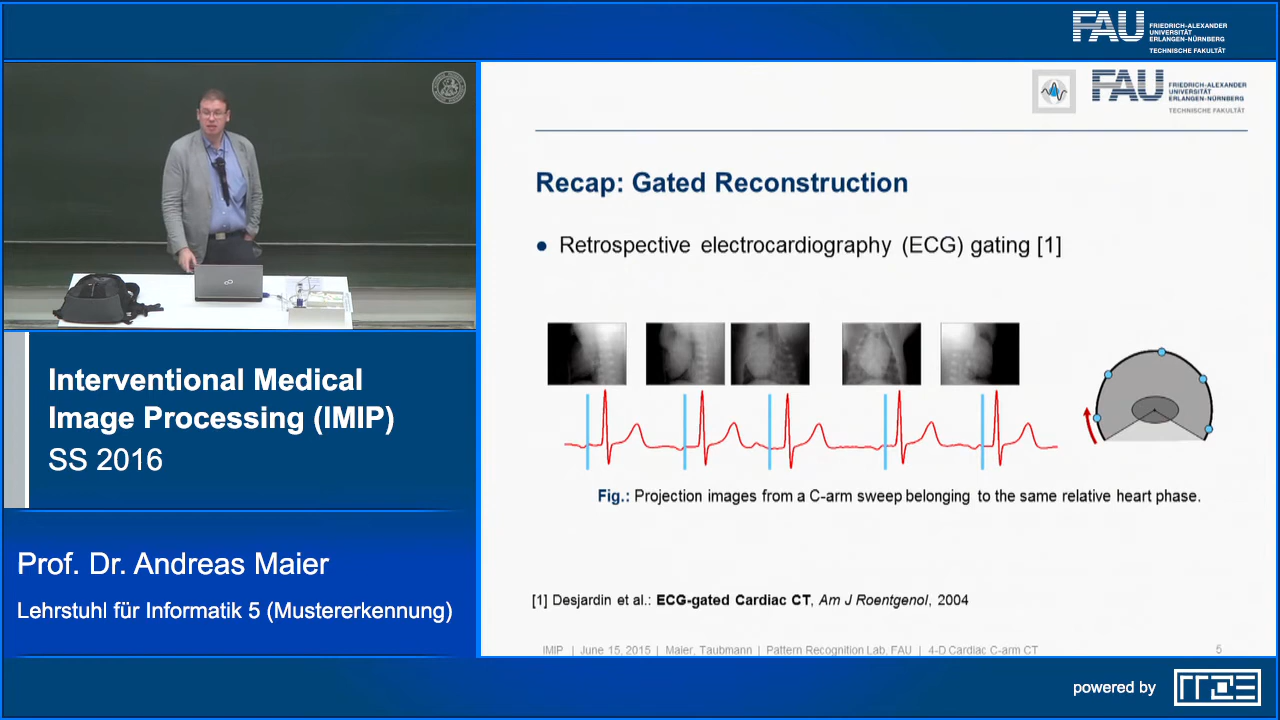 FAU
FRIEDRICH-ALEXANDER
UNIVERSITÄT
ERLANGEN-NÜRNBERG
TECHNISCHE FAKULTÄT
FAU
FRIEDRICH-ALEXANDER
UNIVERSITÄT
ERLANGEN-NÜRNBERG
TECHNISCHE FAKULTÄT
Recap: Gated Reconstruction
● Retrospective electrocardiography (ECG) gating [1]
Fig.: Projection images from a C-arm sweep belonging to the same relative heart phase.
[1] Desjardin et al.: ECG-gated Cardiac CT, Am J Roentgenol, 2004
IMIP | June 15, 2015 | Maier, Taubmann | Pattern Recognition Lab, FAU | 4-D Cardiac C-arm CT 5
Interventional Medical
Image Processing (IMIP)
SS 2016
Prof. Dr. Andreas Maier
Lehrstuhl für Informatik 5 (Mustererkennung)
powered by